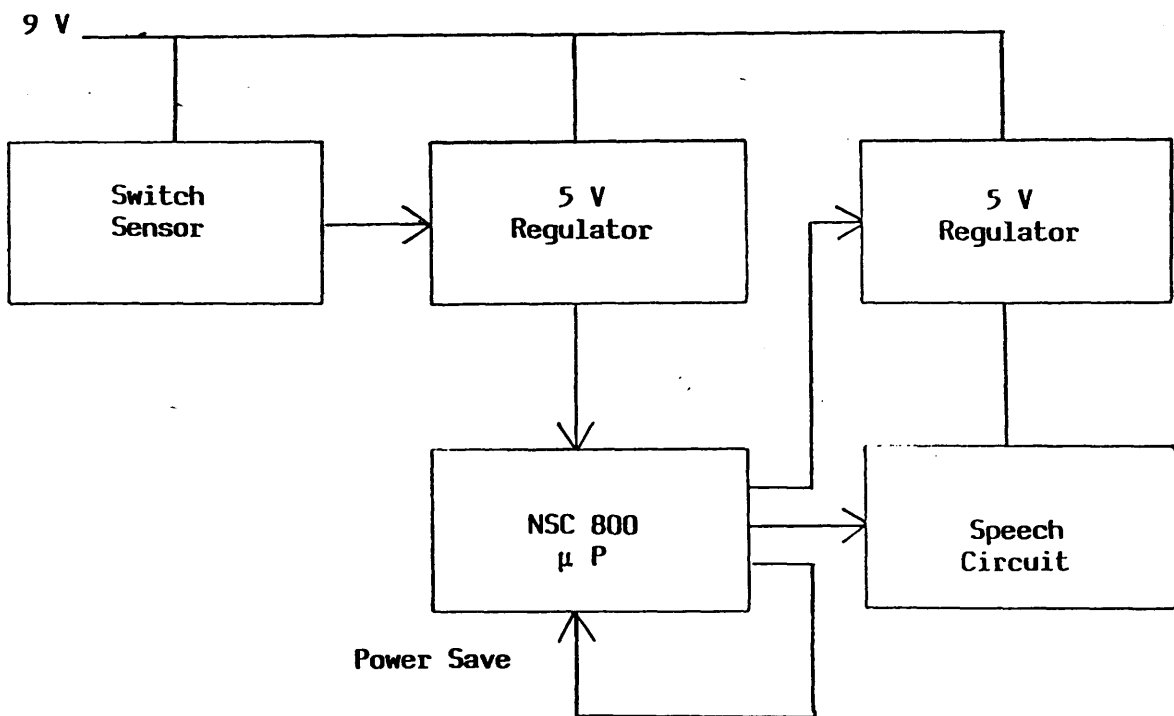 9 V
Switch
Sensor
5 V
Regulator
5 V
Regulator
NSC 800
µ P
Speech
Circuit
Power Save